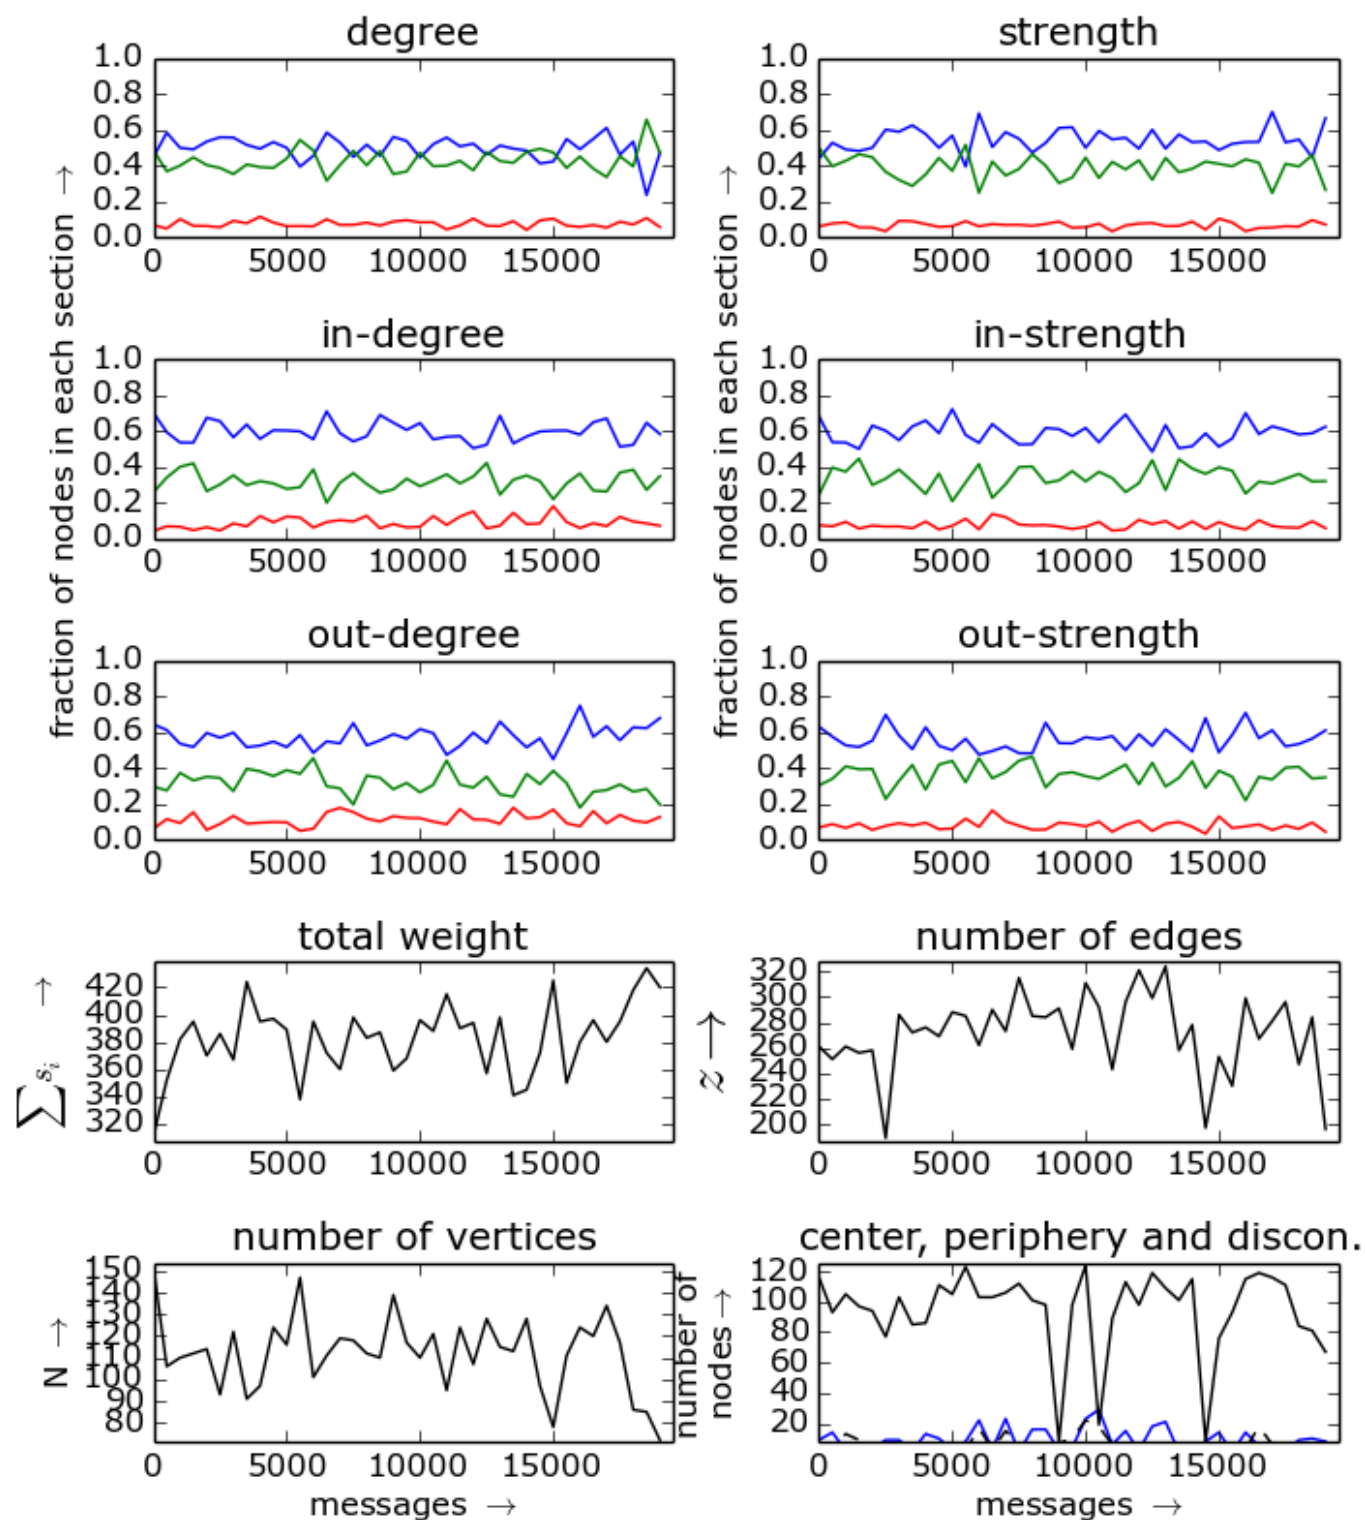 degree
strength
1.0
0.8
0.6
0.4
0.2
0.0
0 5000 10000 15000
1.0
0.8
0.6
0.4
0.2
0.0
0 5000 10000 15000
fraction of nodes in each section →
fraction of nodes in each section →
in-degree
in-strength
1.0
0.8
0.6
0.4
0.2
0.0
0 5000 10000 15000
1.0
0.8
0.6
0.4
0.2
0.0
0 5000 10000 15000
out-degree
out-strength
1.0
0.8
0.6
0.4
0.2
0.0
0 5000 10000 15000
1.0
0.8
0.6
0.4
0.2
0.0
0 5000 10000 15000
total weight
number of edges
∑ s_i →
420
400
380
360
340
320
0 5000 10000 15000
z →
320
300
280
260
240
220
200
0 5000 10000 15000
number of vertices
center, periphery and discon.
N →
150
140
130
120
110
100
90
80
0 5000 10000 15000
messages →
number of
nodes →
120
100
80
60
40
20
0 5000 10000 15000
messages →